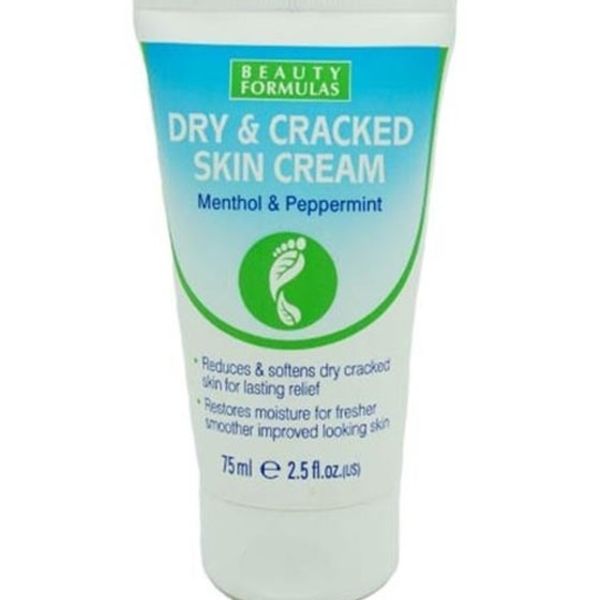 BEAUTY
FORMULAS
DRY & CRACKED
SKIN CREAM
Menthol & Peppermint
• Reduces & softens dry cracked
skin for lasting relief
• Restores moisture for fresher
smoother improved looking skin
75ml ℮ 2.5 fl.oz.(US)